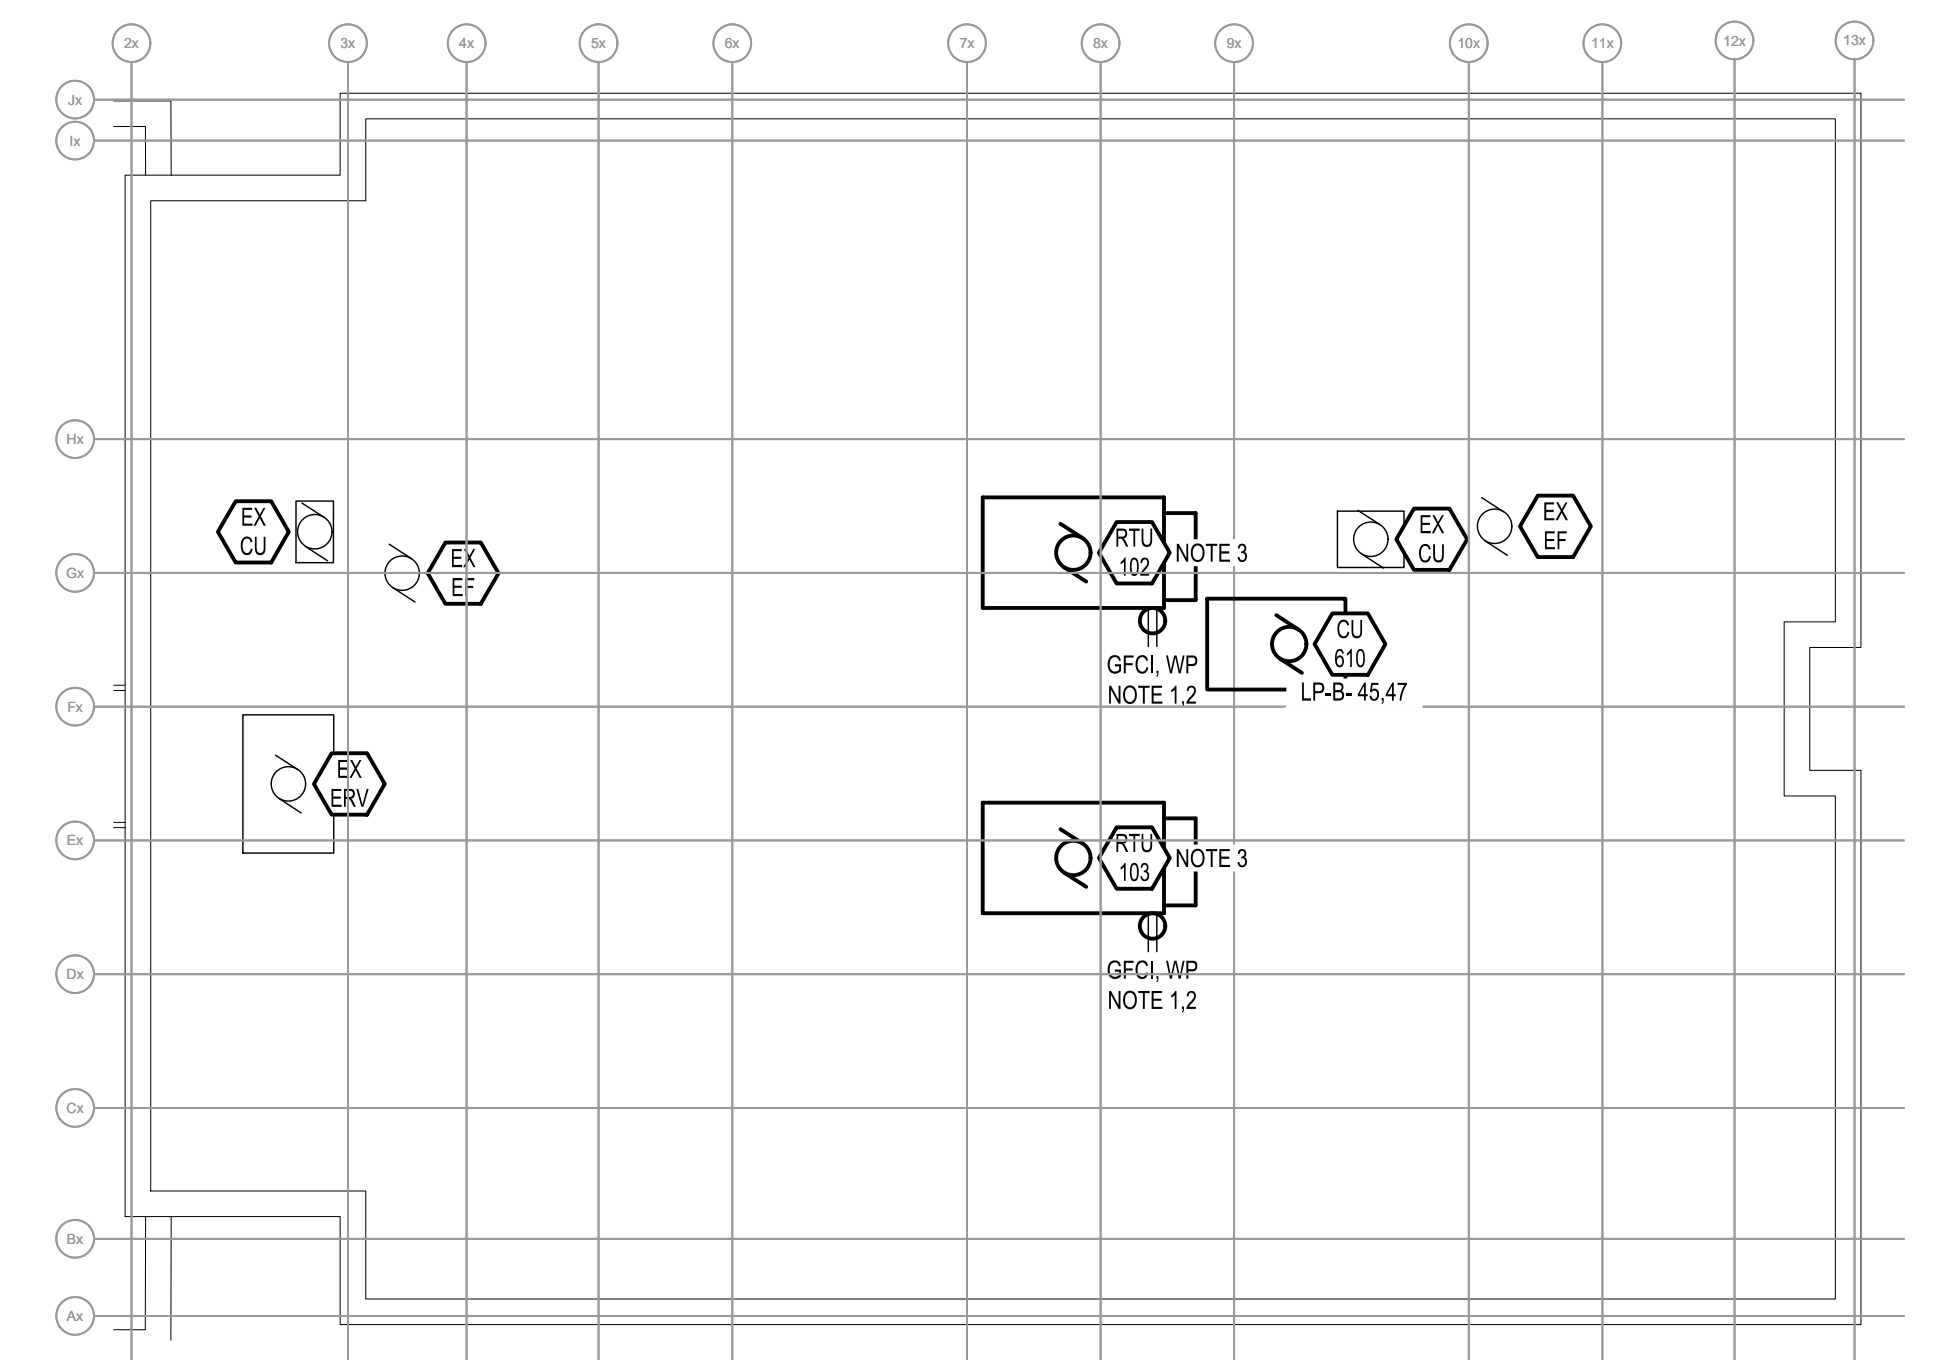 2x 3x 4x 5x 6x 7x 8x 9x 10x 11x 12x 13x
Jx
Ix
Hx
EX
CU
EX
EF
RTU
102
NOTE 3
EX
CU
EX
EF
Gx
GFCI, WP
NOTE 1,2
CU
610
LP-B- 45,47
Fx
EX
ERV
Ex
RTU
103
NOTE 3
Dx
GFCI, WP
NOTE 1,2
Cx
Bx
Ax